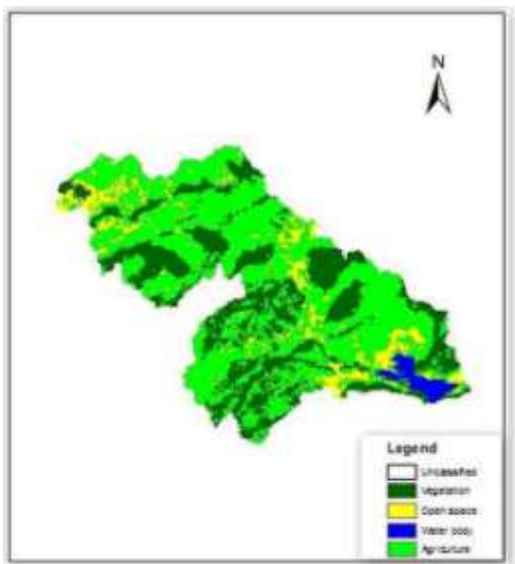 N
Legend
Unclassified
Vegetation
Open space
Water body
Agriculture